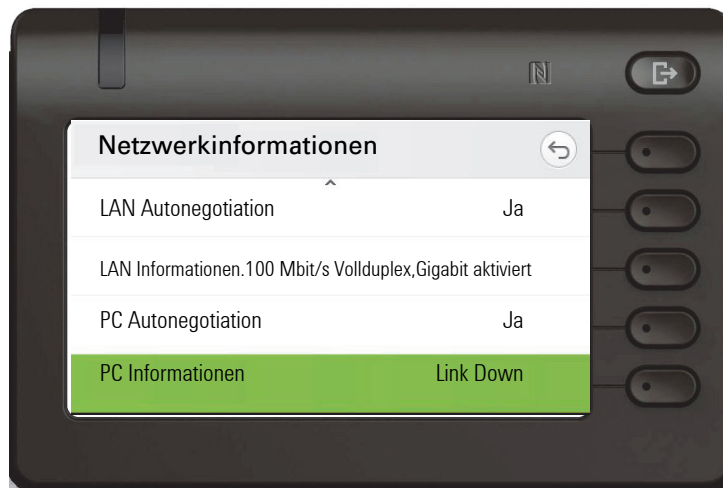 Netzwerkinformationen
LAN Autonegotiation Ja
LAN Informationen.100 Mbit/s Vollduplex,Gigabit aktiviert
PC Autonegotiation Ja
PC Informationen Link Down